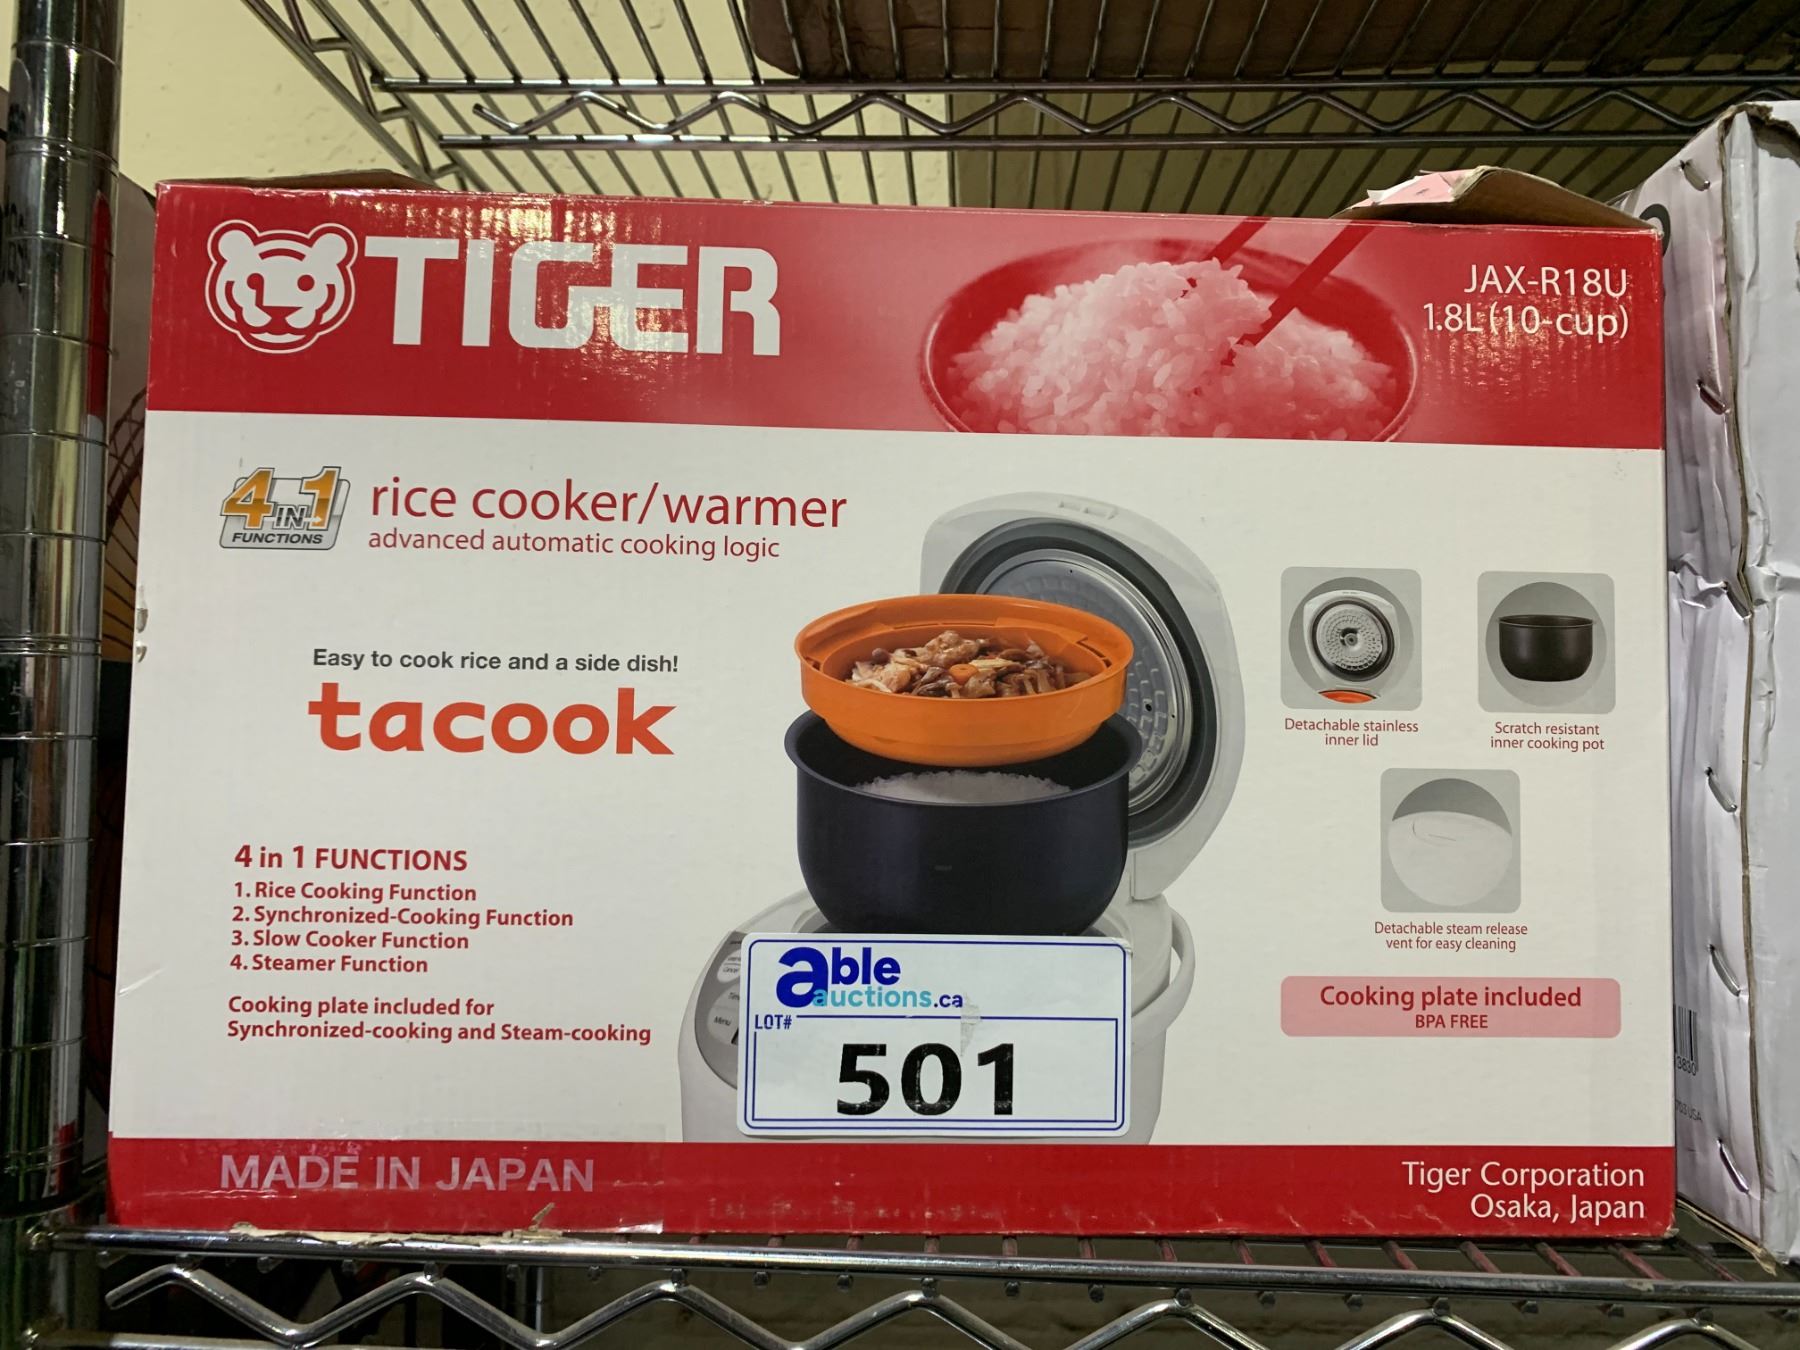 TIGER
JAX-R18U
1.8L (10-cup)
4 IN 1
FUNCTIONS
rice cooker/warmer
advanced automatic cooking logic
Easy to cook rice and a side dish!
tacook
Detachable stainless
inner lid
Scratch resistant
inner cooking pot
Detachable steam release
vent for easy cleaning
4 in 1 FUNCTIONS
1. Rice Cooking Function
2. Synchronized-Cooking Function
3. Slow Cooker Function
4. Steamer Function
Cooking plate included for
Synchronized-cooking and Steam-cooking
Cooking plate included
BPA FREE
Menu
able
auctions.ca
LOT#
501
MADE IN JAPAN
Tiger Corporation
Osaka, Japan